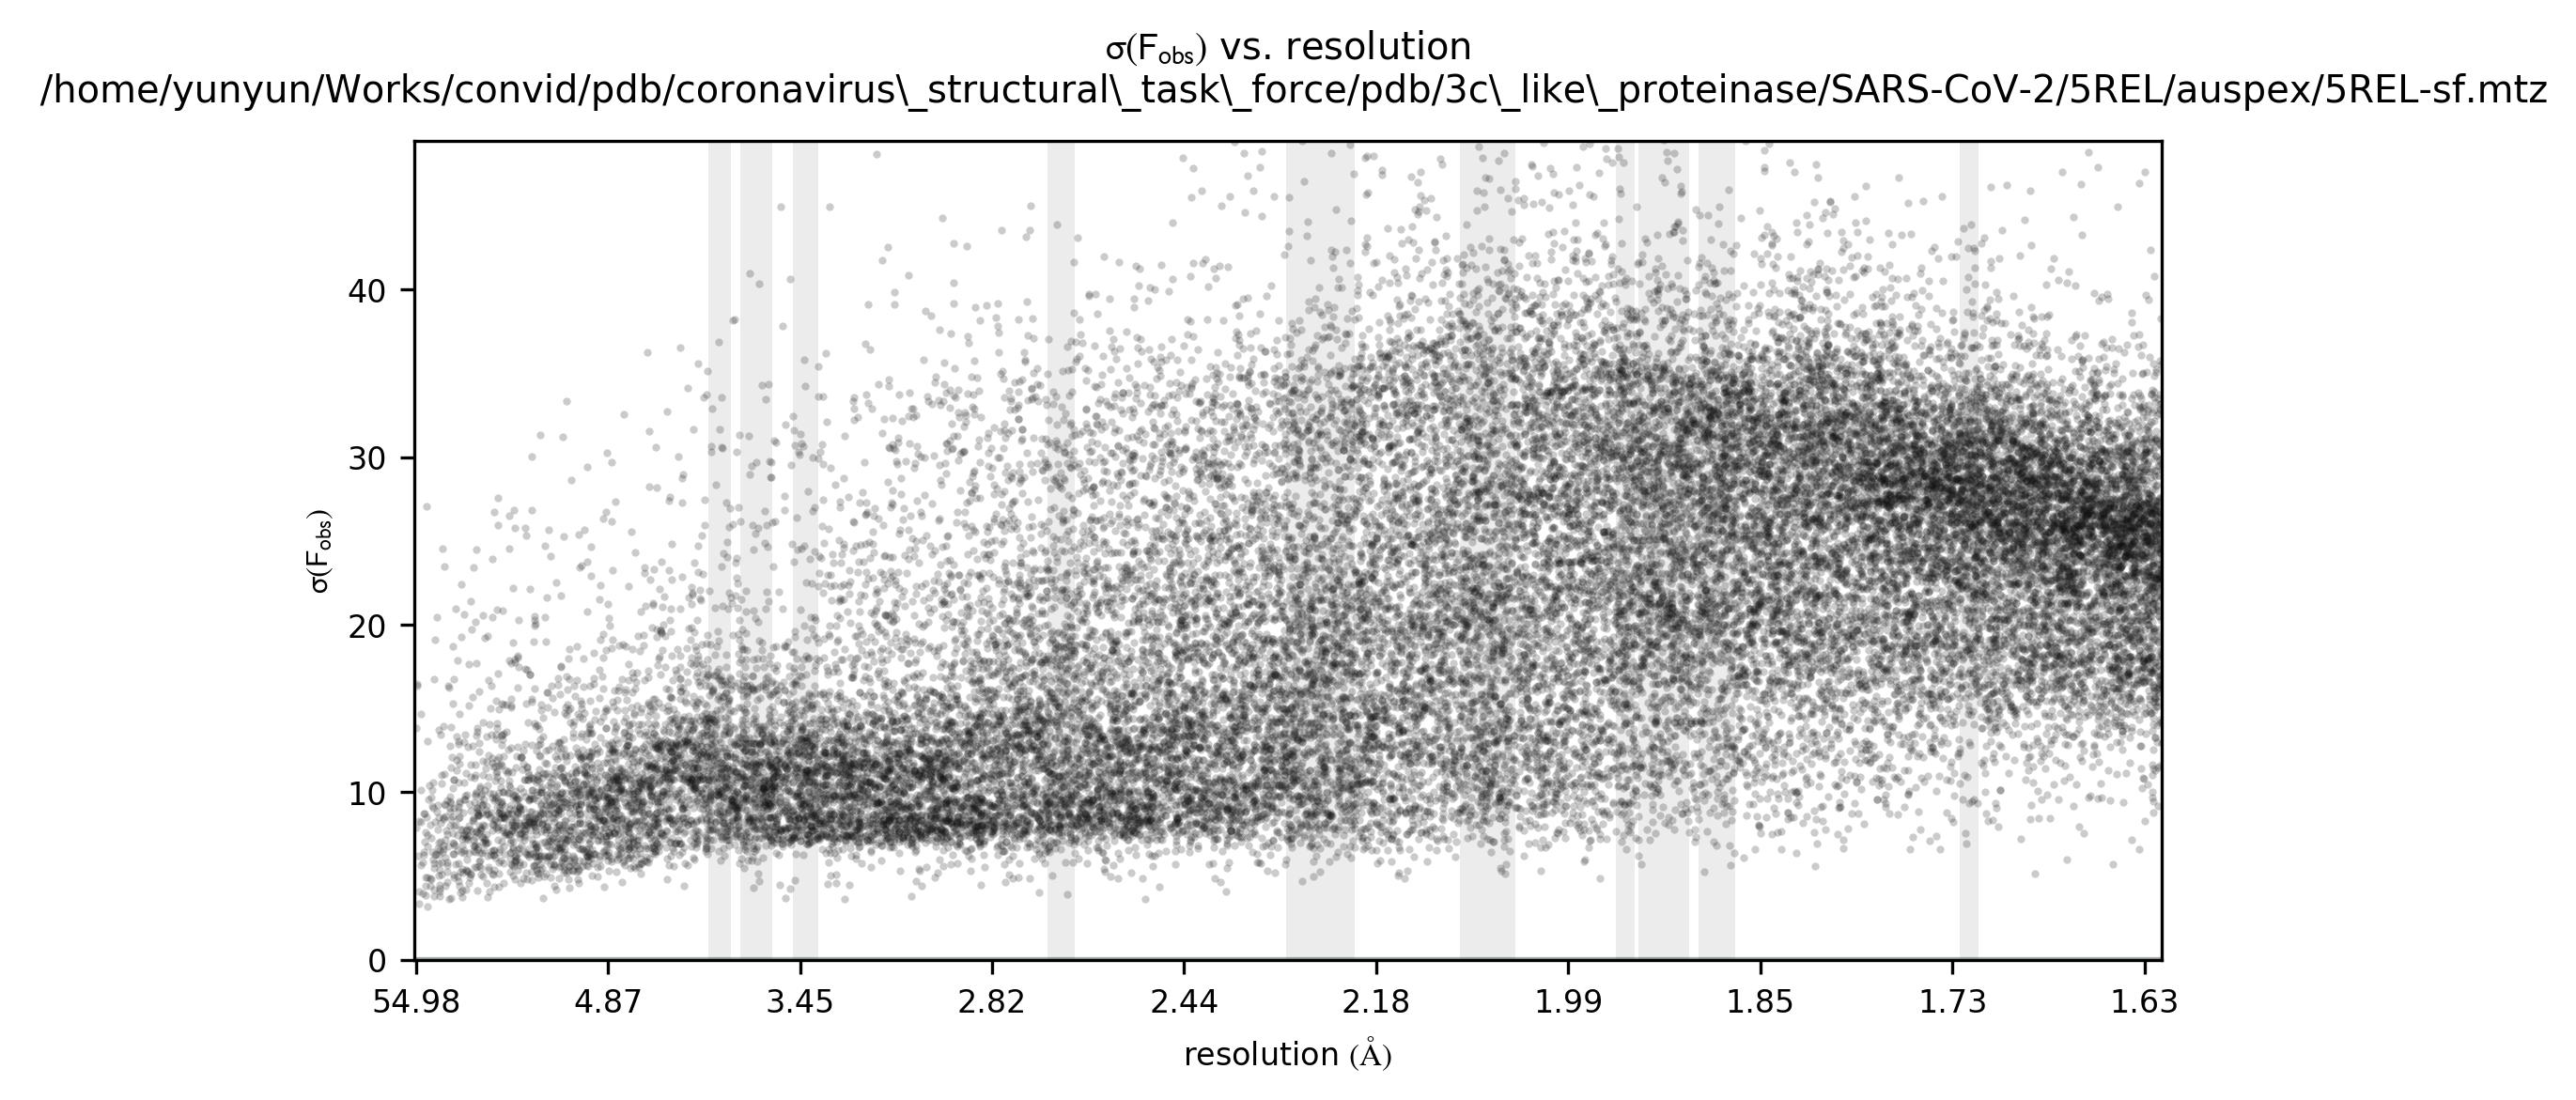 σ(Fobs) vs. resolution
/home/yunyun/Works/convid/pdb/coronavirus\_structural\_task\_force/pdb/3c\_like\_proteinase/SARS-CoV-2/5REL/auspex/5REL-sf.mtz
40
30
20
10
0
σ(Fobs)
54.98 4.87 3.45 2.82 2.44 2.18 1.99 1.85 1.73 1.63
resolution (Å)